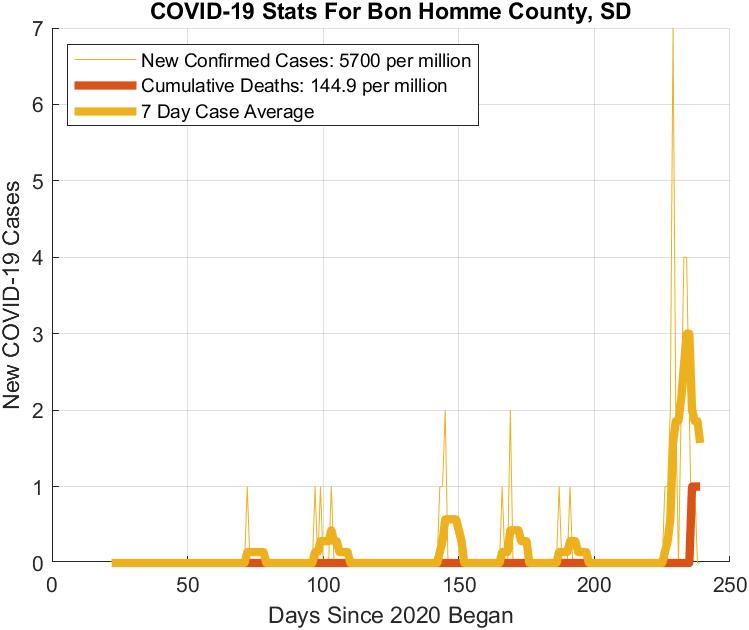 COVID-19 Stats For Bon Homme County, SD
New Confirmed Cases: 5700 per million
Cumulative Deaths: 144.9 per million
7 Day Case Average
New COVID-19 Cases
7
6
5
4
3
2
1
0
0 50 100 150 200 250
Days Since 2020 Began